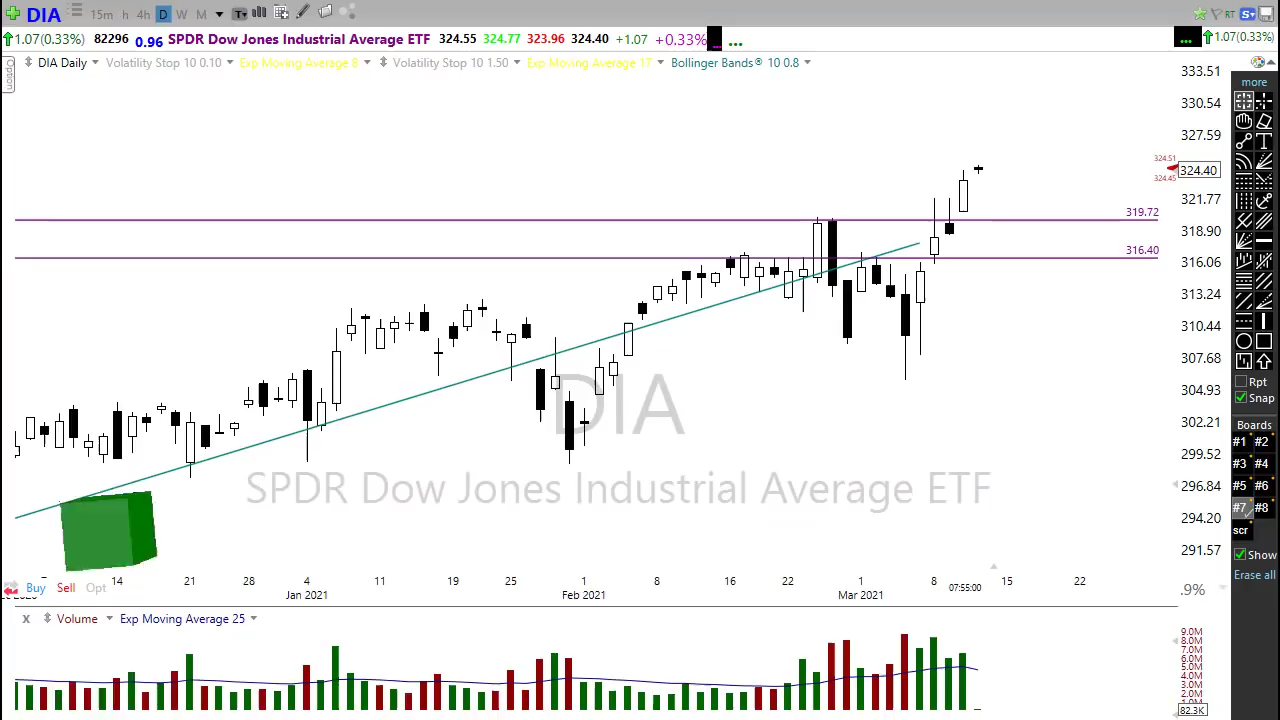 DIA 15m h 4h D W M T
1.07(0.33%) 82296 0.96 SPDR Dow Jones Industrial Average ETF 324.55 324.77 323.96 324.40 +1.07 +0.33% ... ... 1.07(0.33%)
RT S
Option
DIA Daily Volatility Stop 10 0.10 Exp Moving Average 8 Volatility Stop 10 1.50 Exp Moving Average 17 Bollinger Bands® 10 0.8
333.51
330.54
327.59
324.51
324.40
324.45
321.77
319.72
318.90
316.40
316.06
313.24
310.44
307.68
304.93
302.21
299.52
296.84
294.20
291.57
DIA
SPDR Dow Jones Industrial Average ETF
14 21 28 4 11 19 25 1 8 16 22 1 8 15 22
Jan 2021 Feb 2021 Mar 2021 07:55:00
Buy Sell Opt
.9%
X Volume Exp Moving Average 25
9.0M
8.0M
7.0M
6.0M
5.0M
4.0M
3.0M
2.0M
82.3K
more
T
Rpt
Snap
Boards
#1 #2
#3 #4
#5 #6
#7 #8
scr
Show
Erase all